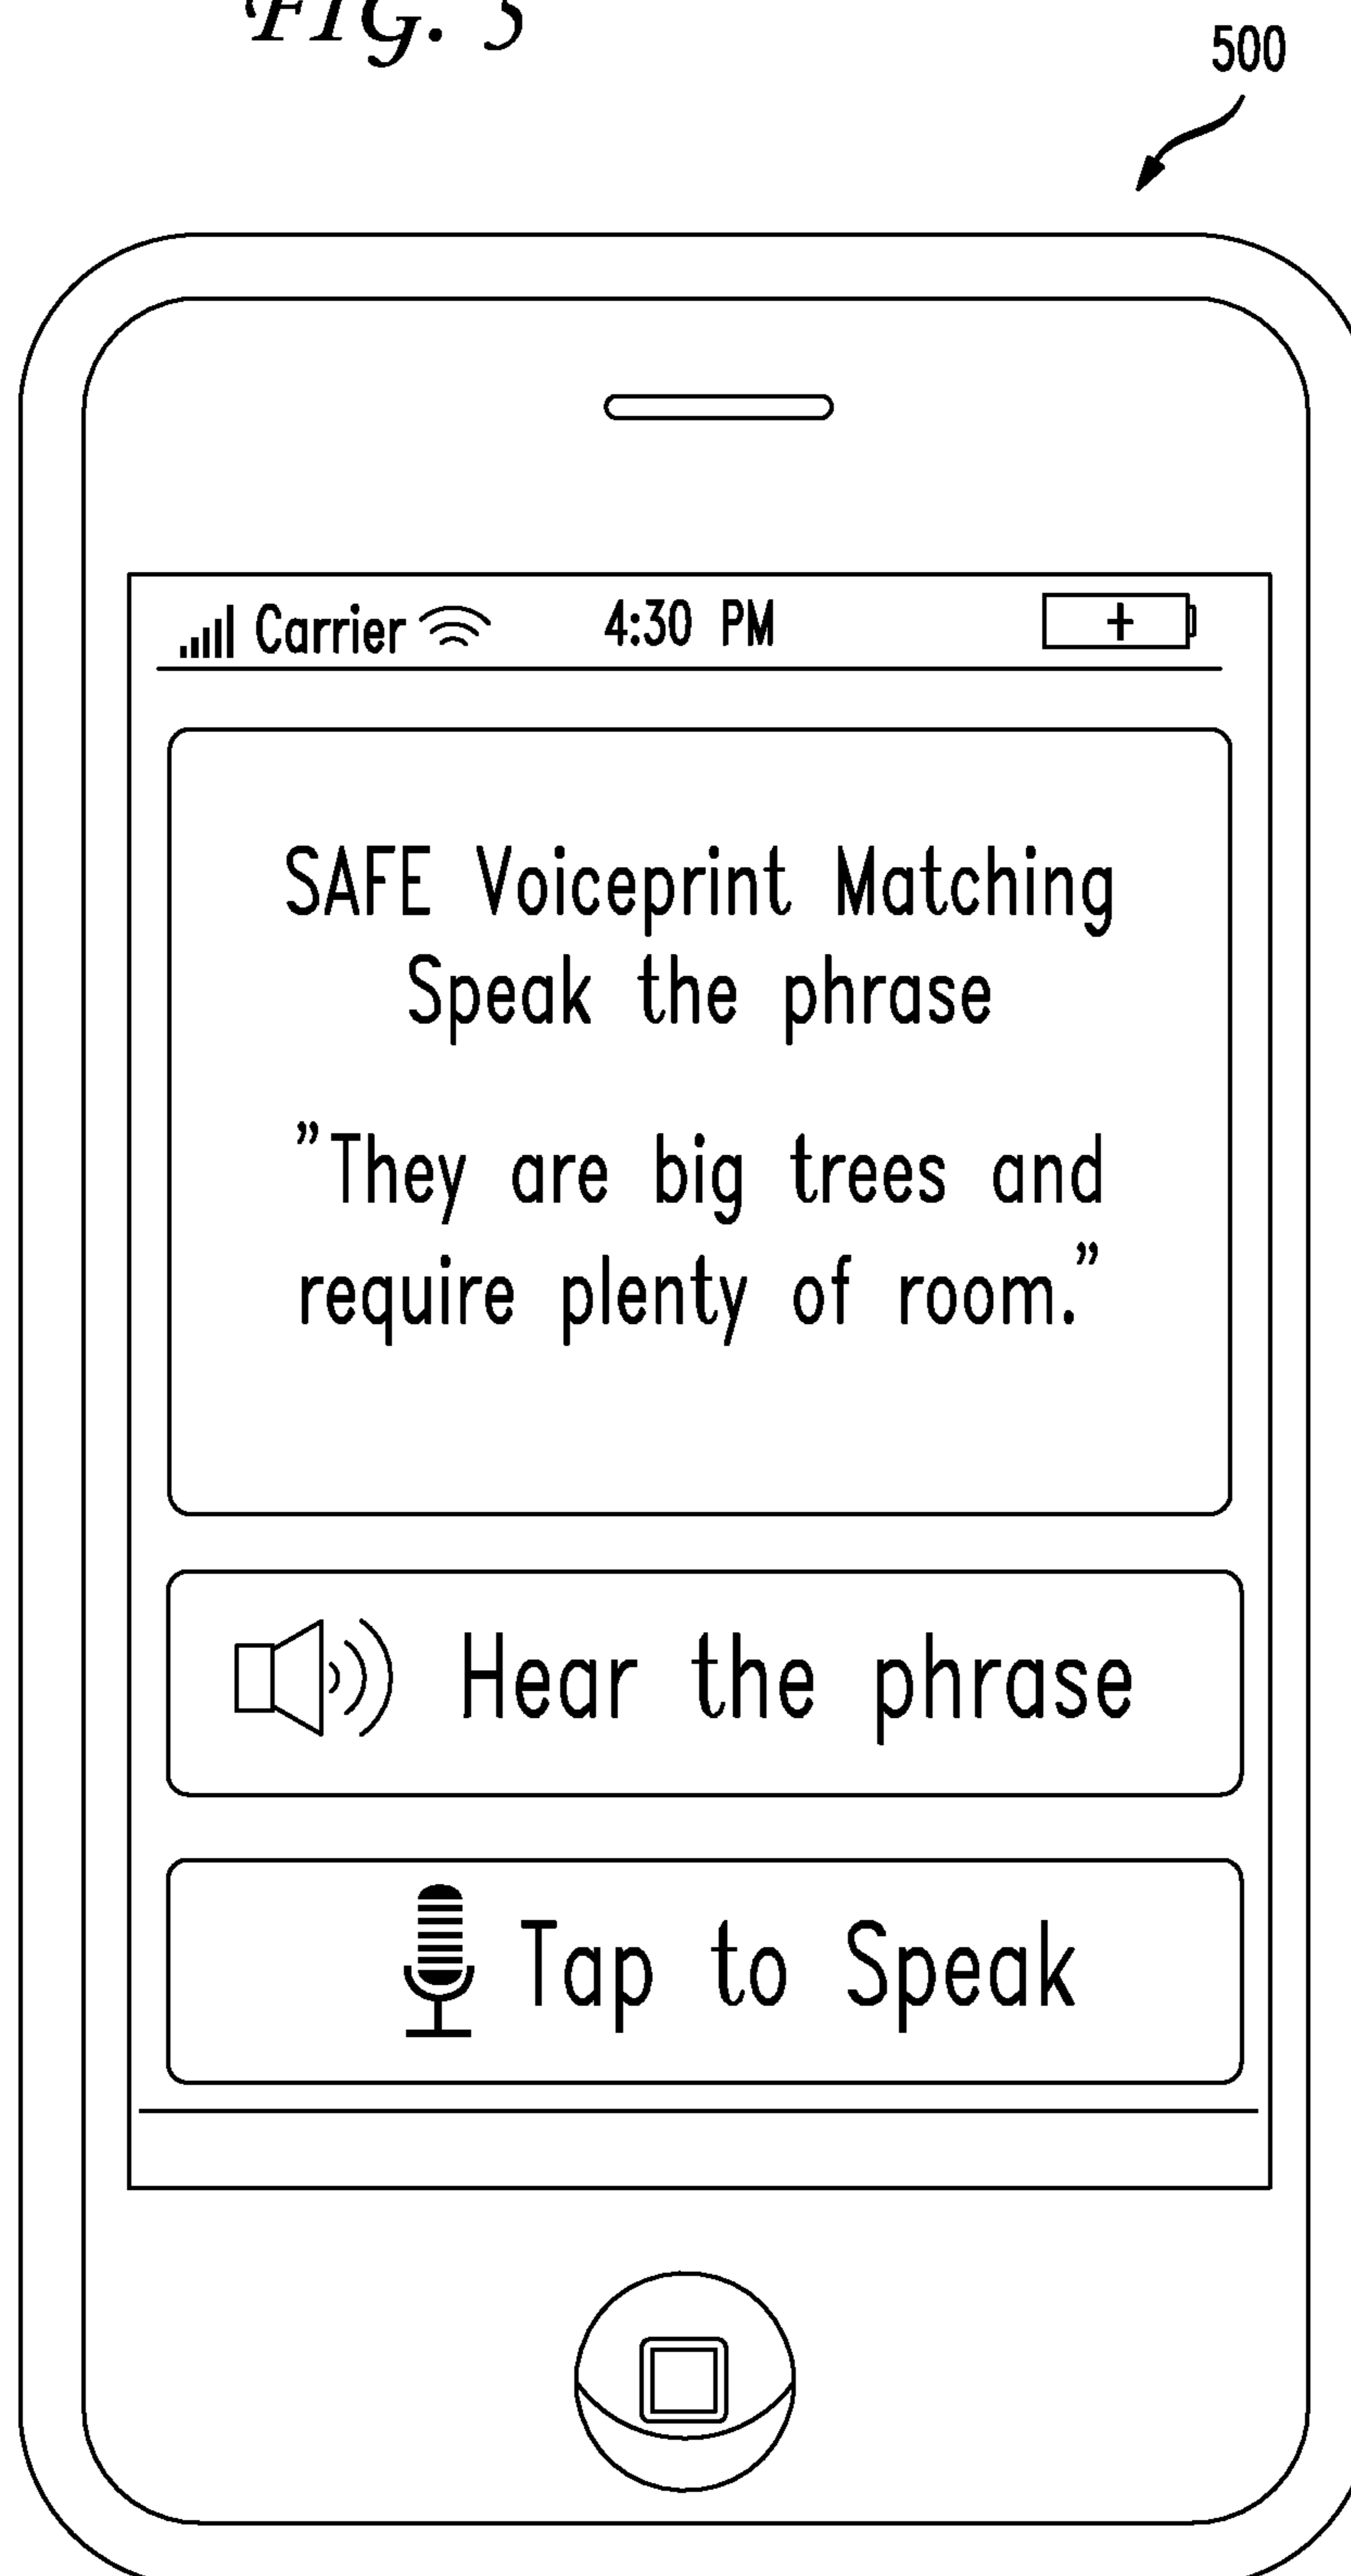 FIG. 5
500
Carrier 4:30 PM
SAFE Voiceprint Matching
Speak the phrase
”They are big trees and
require plenty of room.”
Hear the phrase
Tap to Speak